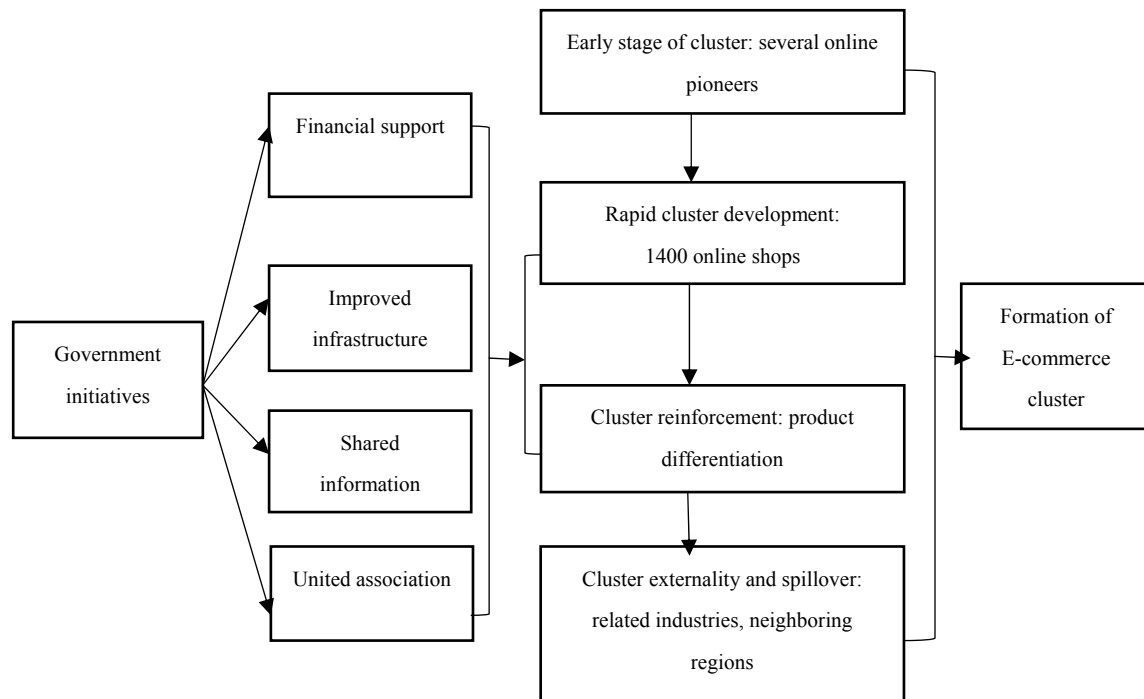 Government
initiatives
Financial support
Improved
infrastructure
Shared
information
United association
Early stage of cluster: several online
pioneers
Rapid cluster development:
1400 online shops
Cluster reinforcement: product
differentiation
Cluster externality and spillover:
related industries, neighboring
regions
Formation of
E-commerce
cluster